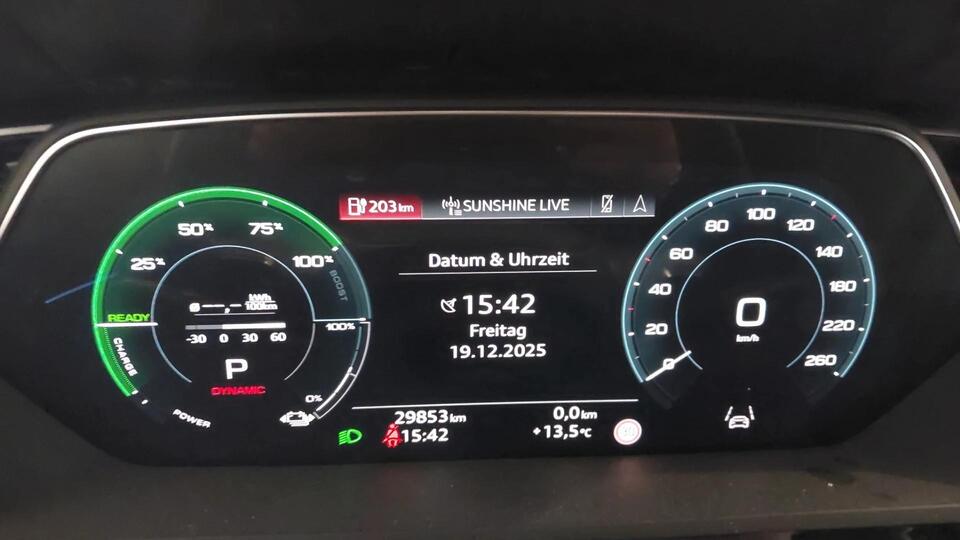 203 km SUNSHINE LIVE
Datum & Uhrzeit
15:42
Freitag
19.12.2025
29853 km 0,0 km
15:42 +13,5 °C
25%
50%
75%
100%
BOOST
READY
CHARGE
ø --,- kWh
100km
-30 0 30 60
P
DYNAMIC
POWER
100%
0%
0
20
40
60
80
100
120
140
180
220
260
0
km/h